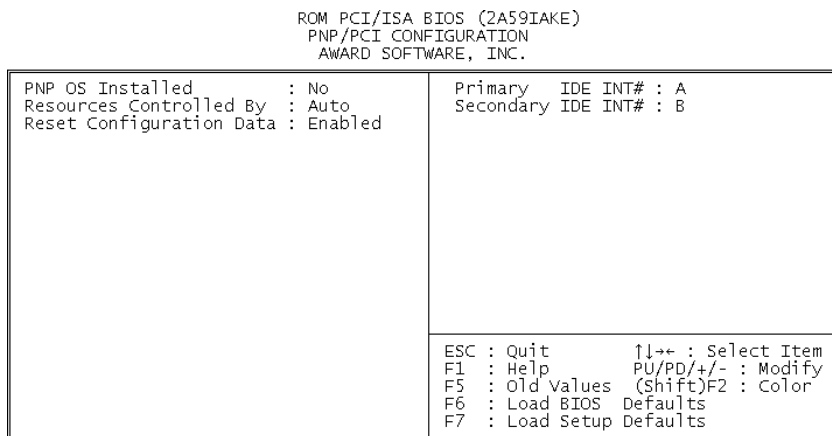 ROM PCI/ISA BIOS (2A59IAKE)
PNP/PCI CONFIGURATION
AWARD SOFTWARE, INC.
PNP OS Installed : No
Resources Controlled By : Auto
Reset Configuration Data : Enabled
Primary IDE INT# : A
Secondary IDE INT# : B
ESC : Quit ↑↓→← : Select Item
F1 : Help PU/PD/+/- : Modify
F5 : Old Values (Shift)F2 : Color
F6 : Load BIOS Defaults
F7 : Load Setup Defaults